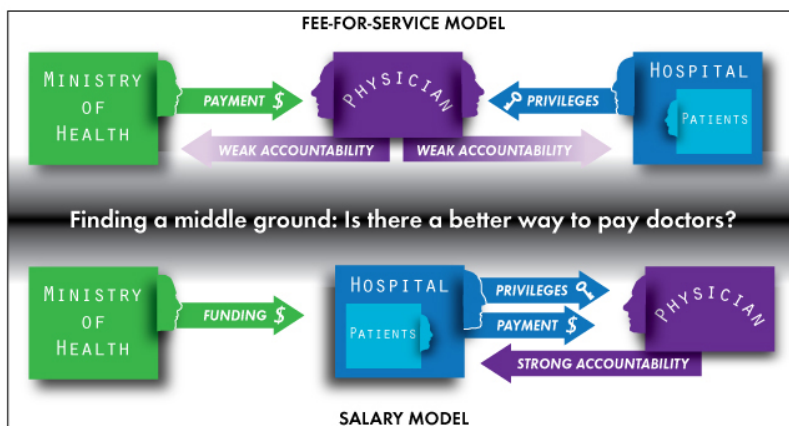 FEE-FOR-SERVICE MODEL
MINISTRY
OF
HEALTH
PAYMENT $
PHYSICIAN
PRIVILEGES
HOSPITAL
PATIENTS
WEAK ACCOUNTABILITY
WEAK ACCOUNTABILITY
Finding a middle ground: Is there a better way to pay doctors?
MINISTRY
OF
HEALTH
FUNDING $
HOSPITAL
PATIENTS
PRIVILEGES
PAYMENT $
PHYSICIAN
STRONG ACCOUNTABILITY
SALARY MODEL